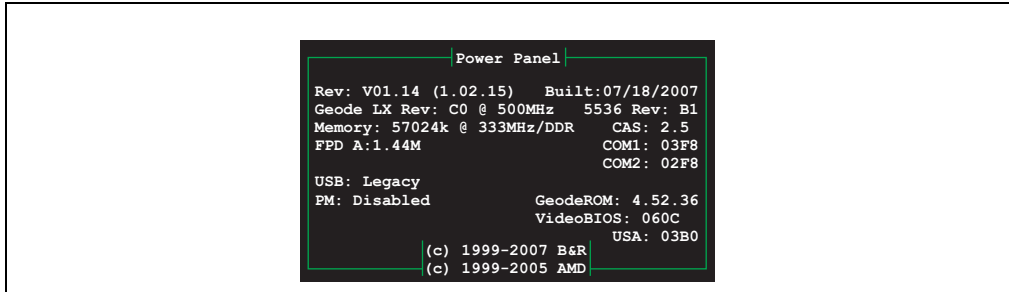 Power Panel
Rev: V01.14 (1.02.15) Built:07/18/2007
Geode LX Rev: C0 @ 500MHz 5536 Rev: B1
Memory: 57024k @ 333MHz/DDR CAS: 2.5
FPD A:1.44M COM1: 03F8
COM2: 02F8
USB: Legacy
PM: Disabled GeodeROM: 4.52.36
VideoBIOS: 060C
USA: 03B0
(c) 1999-2007 B&R
(c) 1999-2005 AMD